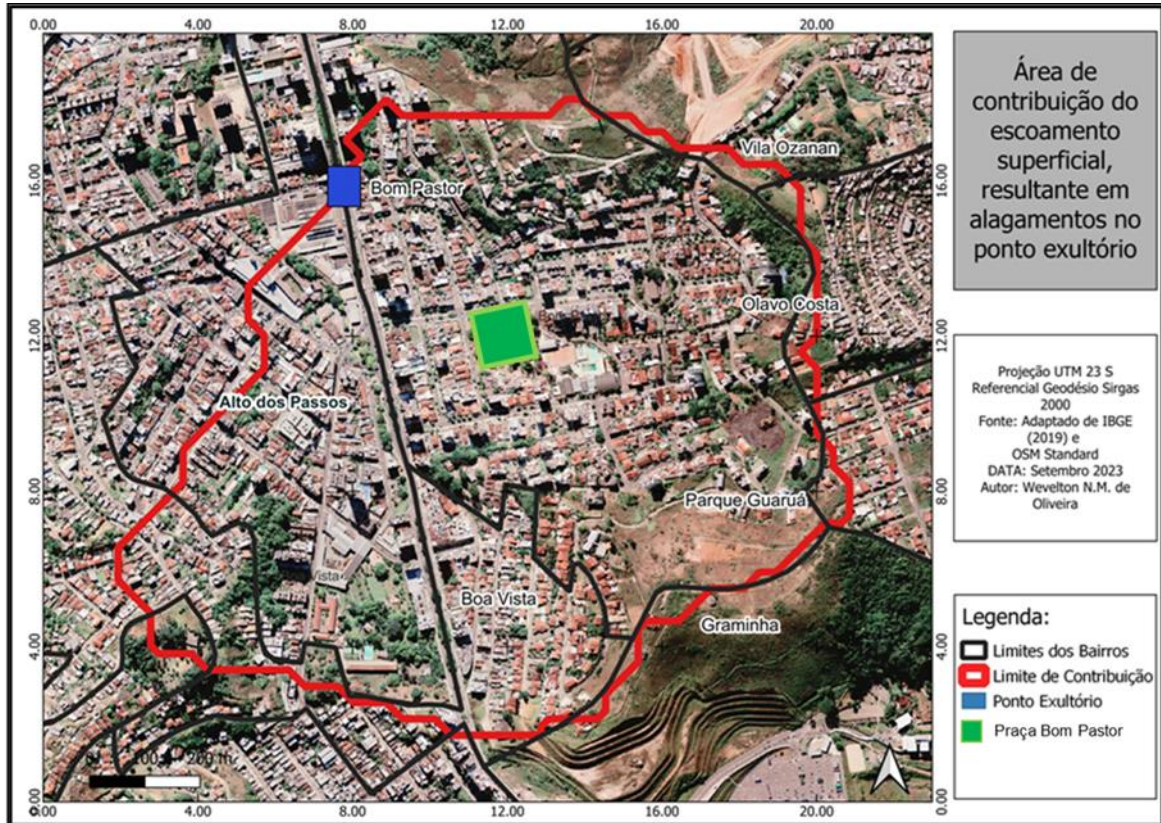 0.00 4.00 8.00 12.00 16.00 20.00
16.00
12.00
8.00
4.00
0.00
Vila Ozanan
Bom Pastor
Olavo Costa
Alto dos Passos
Parque Guaruá
Boa Vista
Graminha
16.00
12.00
8.00
4.00
0.00
0.00 4.00 8.00 12.00 16.00 20.00
Área de
contribuição do
escoamento
superficial,
resultante em
alagamentos no
ponto exultório
Projeção UTM 23 S
Referencial Geodésio Sirgas
2000
Fonte: Adaptado de IBGE
(2019) e
OSM Standard
DATA: Setembro 2023
Autor: Wevelton N.M. de
Oliveira
Legenda:
Limites dos Bairros
Limite de Contribuição
Ponto Exultório
Praça Bom Pastor